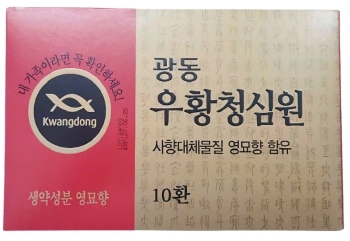 내 가족이라면 꼭 확인하세요!
Kwangdong
생약성분 영묘향
광동
우황청심원
사향대체물질 영묘향 함유
10환